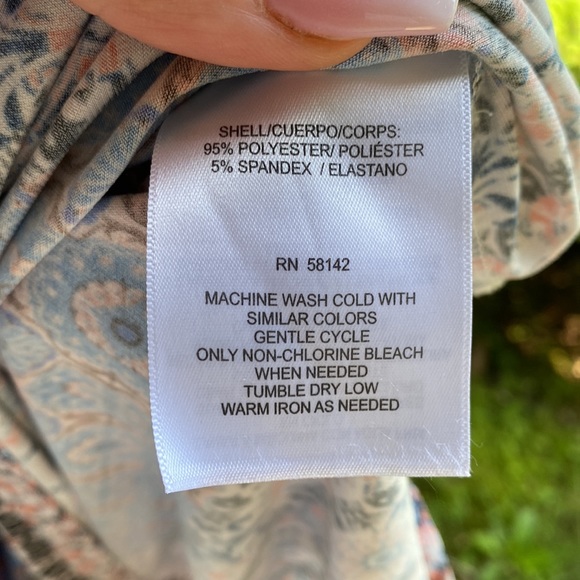 SHELL/CUERPO/CORPS:
95% POLYESTER/ POLIÉSTER
5% SPANDEX / ELASTANO
RN 58142
MACHINE WASH COLD WITH
SIMILAR COLORS
GENTLE CYCLE
ONLY NON-CHLORINE BLEACH
WHEN NEEDED
TUMBLE DRY LOW
WARM IRON AS NEEDED